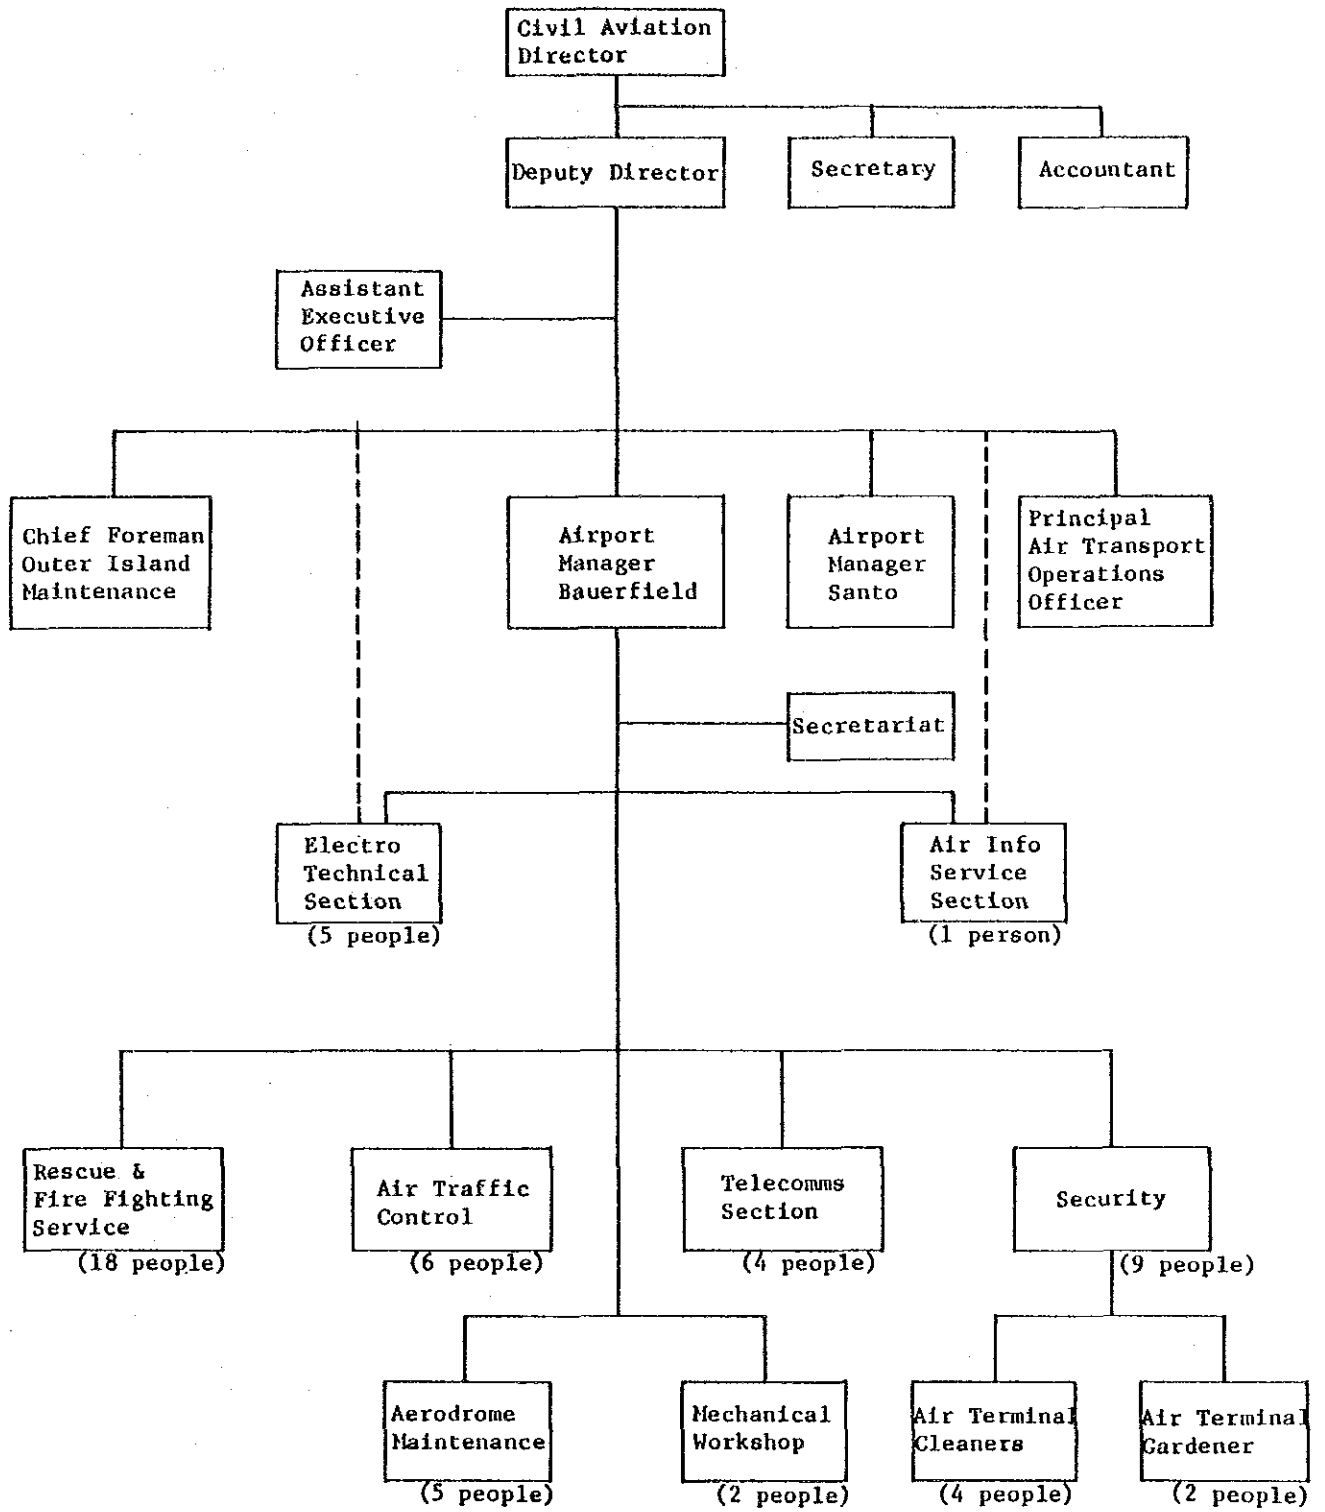 Civil Aviation
Director
Deputy Director
Secretary
Accountant
Assistant
Executive
Officer
Chief Foreman
Outer Island
Maintenance
Airport
Manager
Bauerfield
Airport
Manager
Santo
Principal
Air Transport
Operations
Officer
Secretariat
Electro
Technical
Section
(5 people)
Air Info
Service
Section
(1 person)
Rescue &
Fire Fighting
Service
(18 people)
Air Traffic
Control
(6 people)
Telecomms
Section
(4 people)
Security
(9 people)
Aerodrome
Maintenance
(5 people)
Mechanical
Workshop
(2 people)
Air Terminal
Cleaners
(4 people)
Air Terminal
Gardener
(2 people)